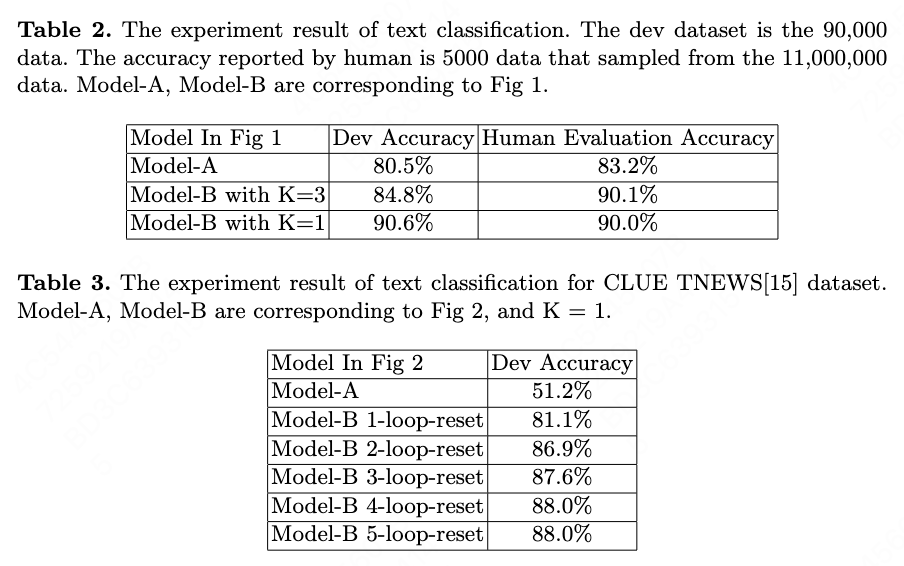 Table 2. The experiment result of text classification. The dev dataset is the 90,000
data. The accuracy reported by human is 5000 data that sampled from the 11,000,000
data. Model-A, Model-B are corresponding to Fig 1.
Model In Fig 1 Dev Accuracy Human Evaluation Accuracy
Model-A 80.5% 83.2%
Model-B with K=3 84.8% 90.1%
Model-B with K=1 90.6% 90.0%
Table 3. The experiment result of text classification for CLUE TNEWS[15] dataset.
Model-A, Model-B are corresponding to Fig 2, and K = 1.
Model In Fig 2 Dev Accuracy
Model-A 51.2%
Model-B 1-loop-reset 81.1%
Model-B 2-loop-reset 86.9%
Model-B 3-loop-reset 87.6%
Model-B 4-loop-reset 88.0%
Model-B 5-loop-reset 88.0%